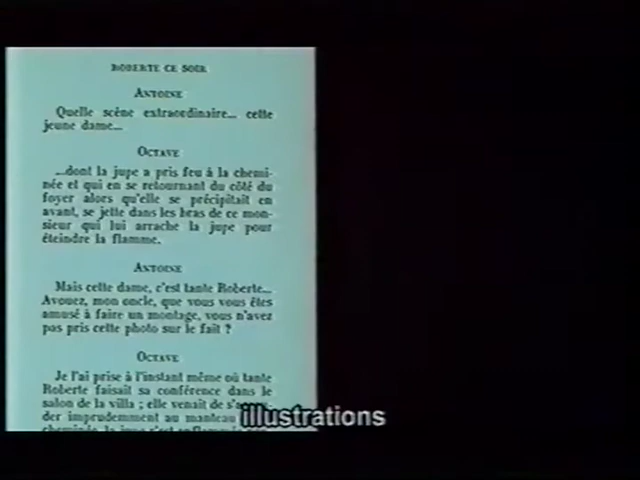 ROBERTE CE SOIR
ANTOINE
Quelle scène extraordinaire... cette
jeune dame...
OCTAVE
...dont la jupe a pris feu à la chemi-
née et qui en se retournant du côté du
foyer alors qu'elle se précipitait en
avant, se jette dans les bras de ce mon-
sieur qui lui arrache la jupe pour
éteindre la flamme.
ANTOINE
Mais cette dame, c'est tante Roberte...
Avouez, mon oncle, que vous vous êtes
amusé à faire un montage, vous n'avez
pas pris cette photo sur le fait ?
OCTAVE
Je l'ai prise à l'instant même où tante
Roberte faisait sa conférence dans le
salon de la villa ; elle venait de
der imprudemment au manteau
cheminée, la jupe s'est
illustrations